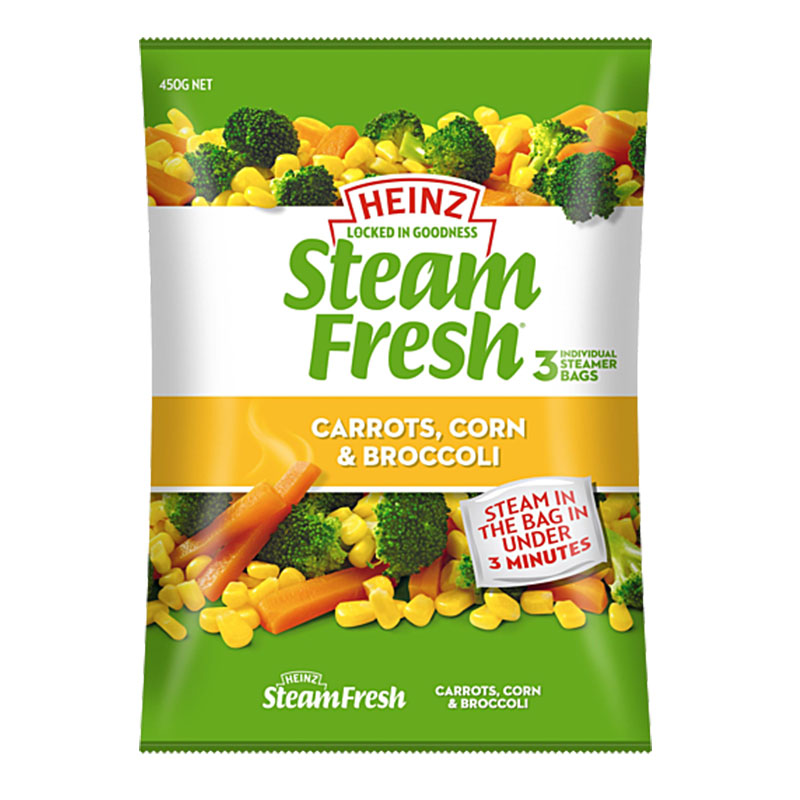 450G NET
HEINZ
LOCKED IN GOODNESS
Steam
Fresh®
3 INDIVIDUAL
STEAMER
BAGS
CARROTS, CORN
& BROCCOLI
STEAM IN
THE BAG IN
UNDER
3 MINUTES
HEINZ
SteamFresh
CARROTS, CORN
& BROCCOLI